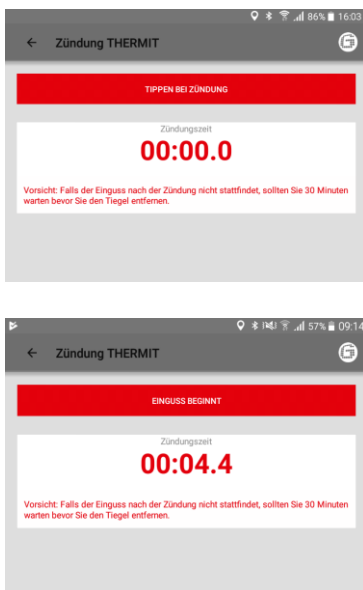 86% 16:03
Zündung THERMIT
TIPPEN BEI ZÜNDUNG
Zündungszeit
00:00.0
Vorsicht: Falls der Einguss nach der Zündung nicht stattfindet, sollten Sie 30 Minuten
warten bevor Sie den Tiegel entfernen.
57% 09:14
Zündung THERMIT
EINGUSS BEGINNT
Zündungszeit
00:04.4
Vorsicht: Falls der Einguss nach der Zündung nicht stattfindet, sollten Sie 30 Minuten
warten bevor Sie den Tiegel entfernen.